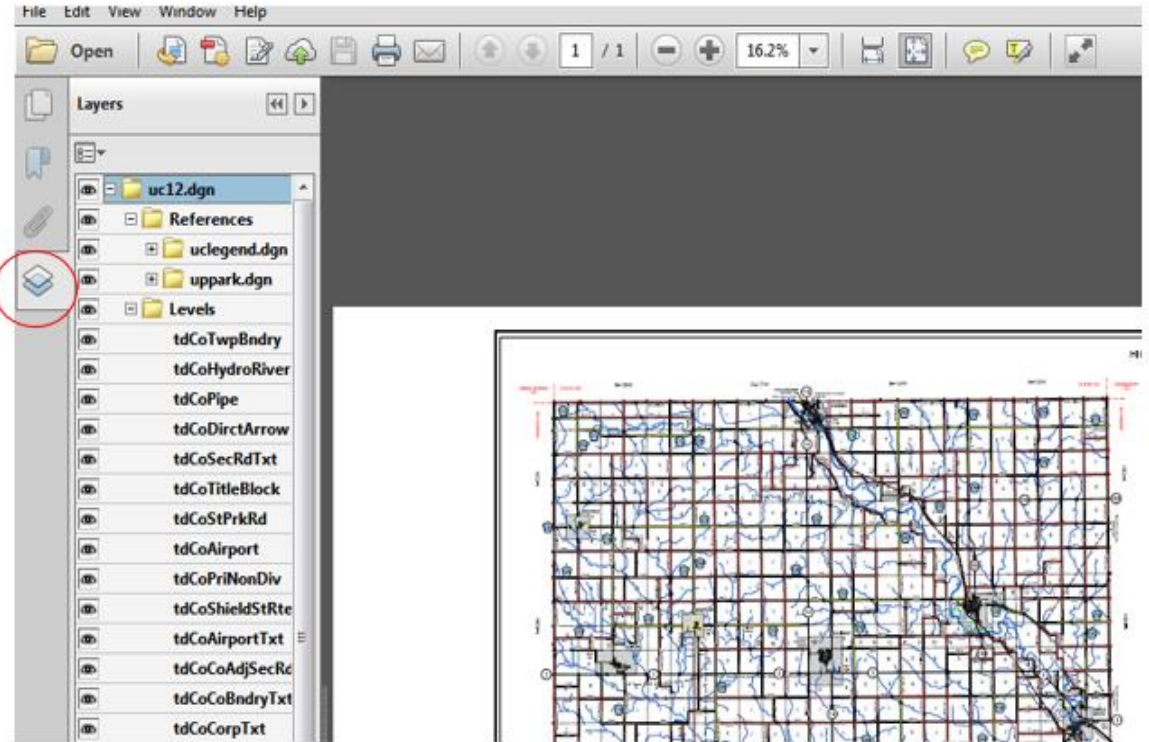 File Edit View Window Help
Open 1 / 1 16.2%
Layers
uc12.dgn
References
uclegend.dgn
uppark.dgn
Levels
tdCoTwpBndry
tdCoHydroRiver
tdCoPipe
tdCoDirctArrow
tdCoSecRdTxt
tdCoTitleBlock
tdCoStPrkRd
tdCoAirport
tdCoPriNonDiv
tdCoShieldStRte
tdCoAirportTxt
tdCoCoAdjSecRd
tdCoCoBndryTxt
tdCoCorpTxt